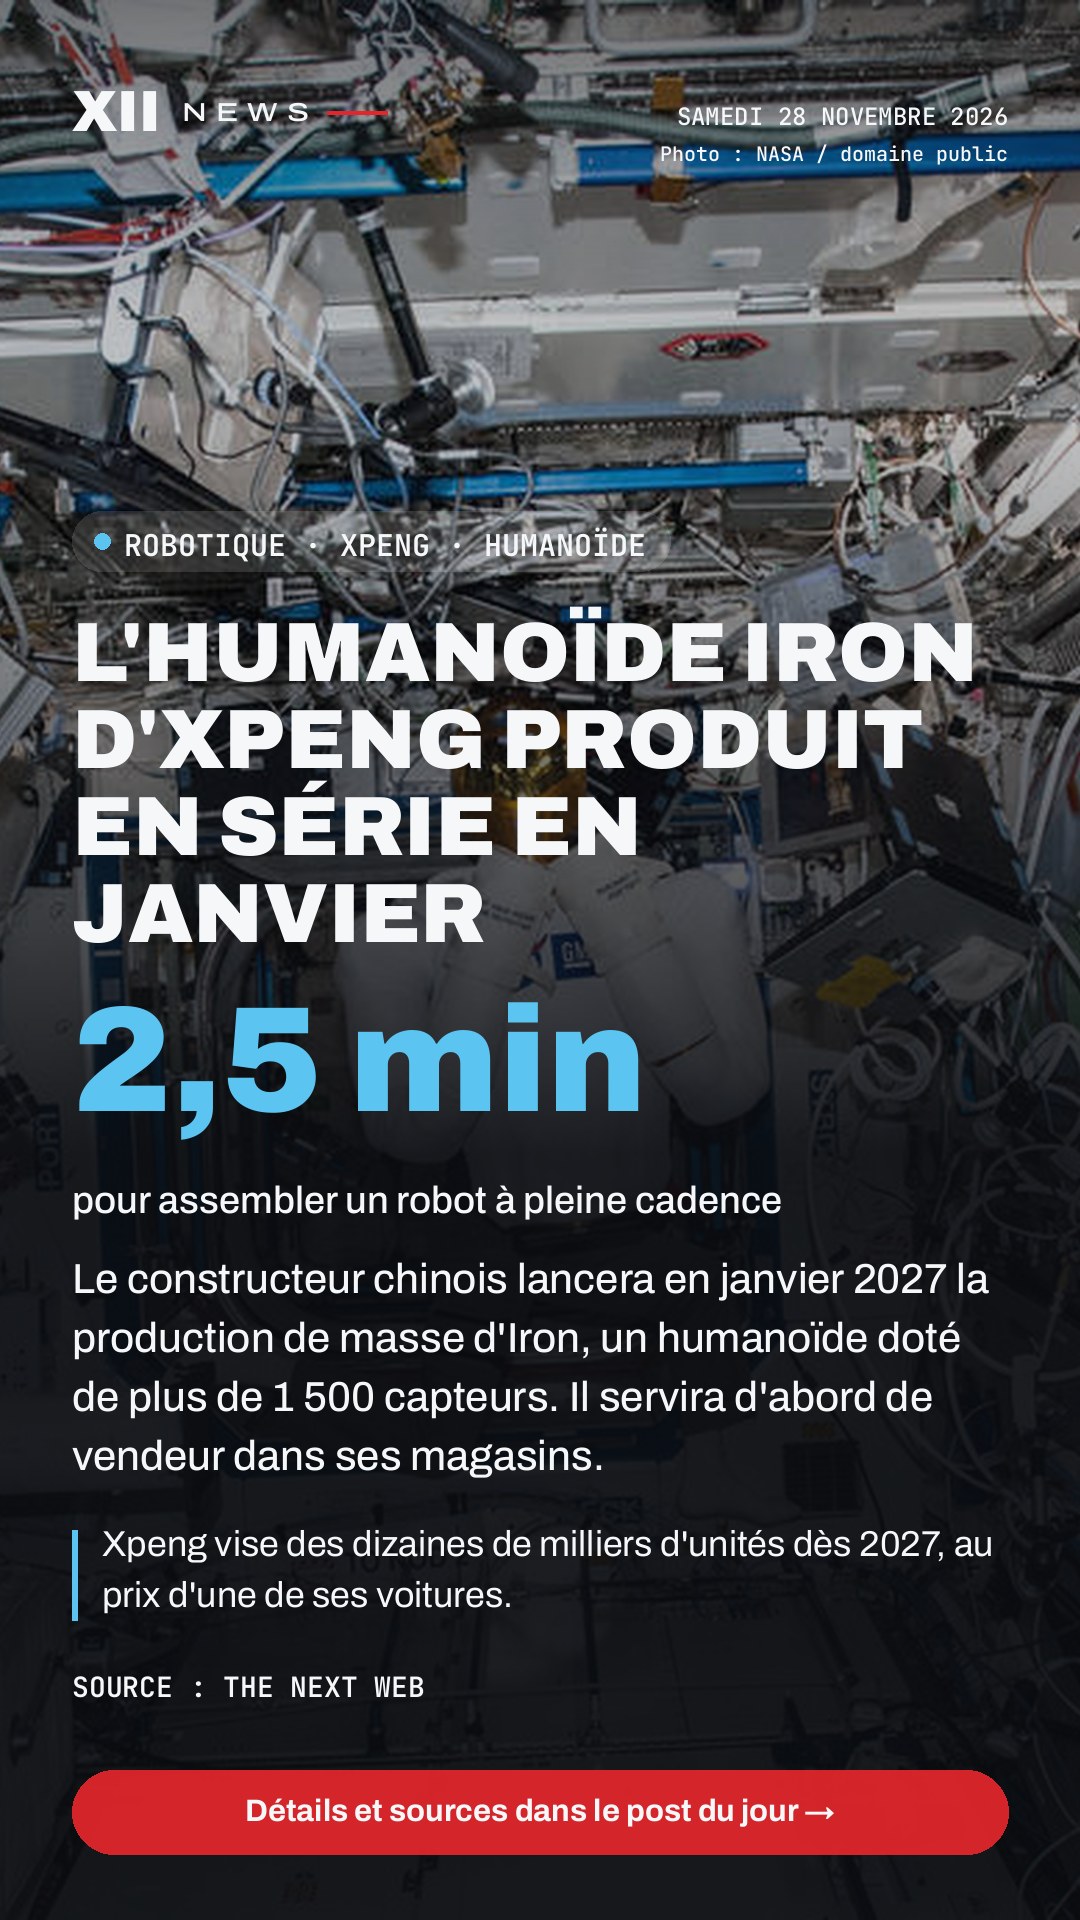 XII NEWS
SAMEDI 28 NOVEMBRE 2026
Photo : NASA / domaine public
ROBOTIQUE · XPENG · HUMANOÏDE
L'HUMANOÏDE IRON
D'XPENG PRODUIT
EN SÉRIE EN
JANVIER
GM
2,5 min
pour assembler un robot à pleine cadence
Le constructeur chinois lancera en janvier 2027 la
production de masse d'Iron, un humanoïde doté
de plus de 1 500 capteurs. Il servira d'abord de
vendeur dans ses magasins.
Xpeng vise des dizaines de milliers d'unités dès 2027, au
prix d'une de ses voitures.
SOURCE : THE NEXT WEB
Détails et sources dans le post du jour →